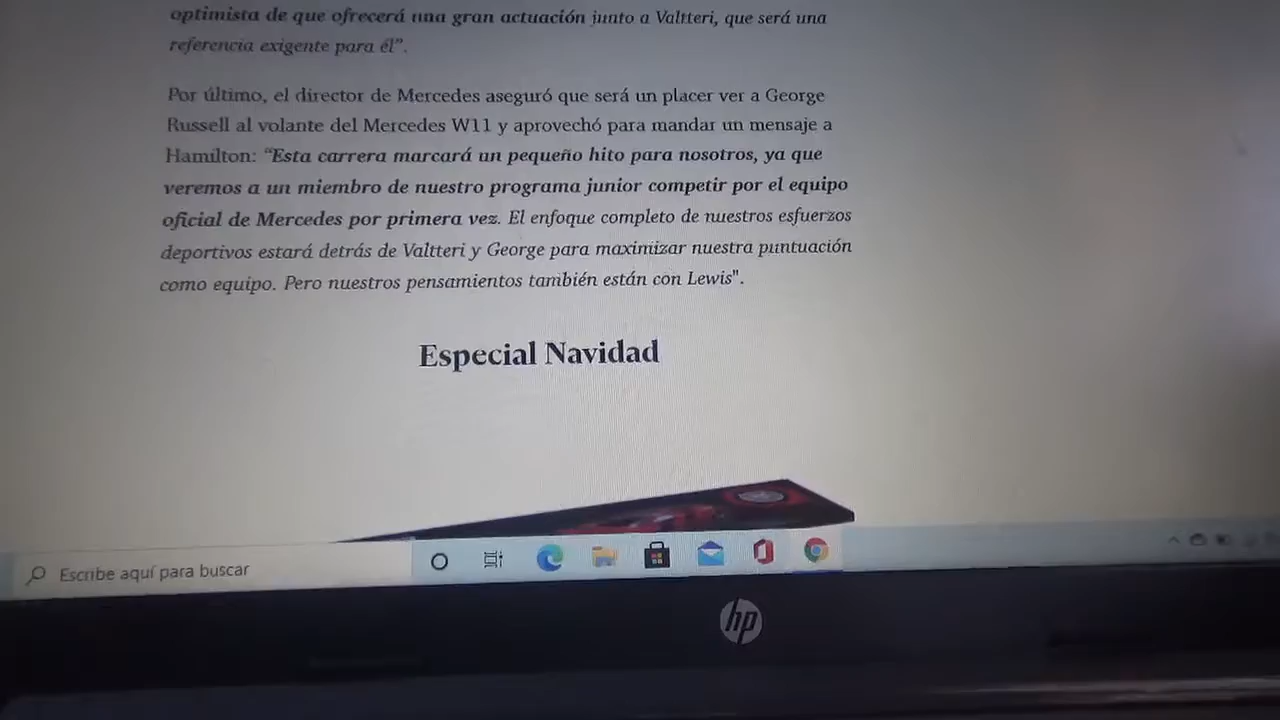 optimista de que ofrecerá una gran actuación junto a Valtteri, que será una
referencia exigente para él”.
Por último, el director de Mercedes aseguró que será un placer ver a George
Russell al volante del Mercedes W11 y aprovechó para mandar un mensaje a
Hamilton: “Esta carrera marcará un pequeño hito para nosotros, ya que
veremos a un miembro de nuestro programa junior competir por el equipo
oficial de Mercedes por primera vez. El enfoque completo de nuestros esfuerzos
deportivos estará detrás de Valtteri y George para maximizar nuestra puntuación
como equipo. Pero nuestros pensamientos también están con Lewis".
Especial Navidad
Escribe aquí para buscar
hp